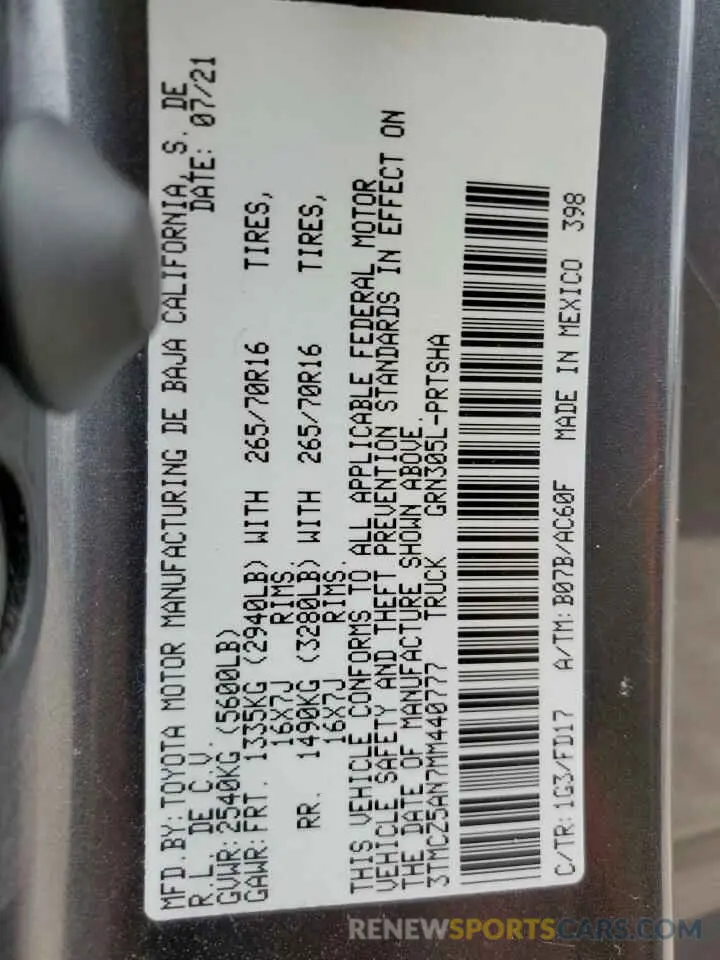 MFD.BY: TOYOTA MOTOR MANUFACTURING DE BAJA CALIFORNIA, S. DE
R.L. DE C.V. DATE: 07/21
GVWR: 2540KG (5600LB)
GAWR: FRT. 1335KG (2940LB) WITH 265/70R16 TIRES,
16X7J RIMS.
RR. 1490KG (3280LB) WITH 265/70R16 TIRES,
16X7J RIMS.
THIS VEHICLE CONFORMS TO ALL APPLICABLE FEDERAL MOTOR
VEHICLE SAFETY AND THEFT PREVENTION STANDARDS IN EFFECT ON
THE DATE OF MANUFACTURE SHOWN ABOVE.
3TMCZ5AN7MM440777 TRUCK GRN305L-PRTSHA
C/TR: 1G3/FD17 A/TM: B07B/AC60F MADE IN MEXICO 398
RENEWSPORTSCARS.COM